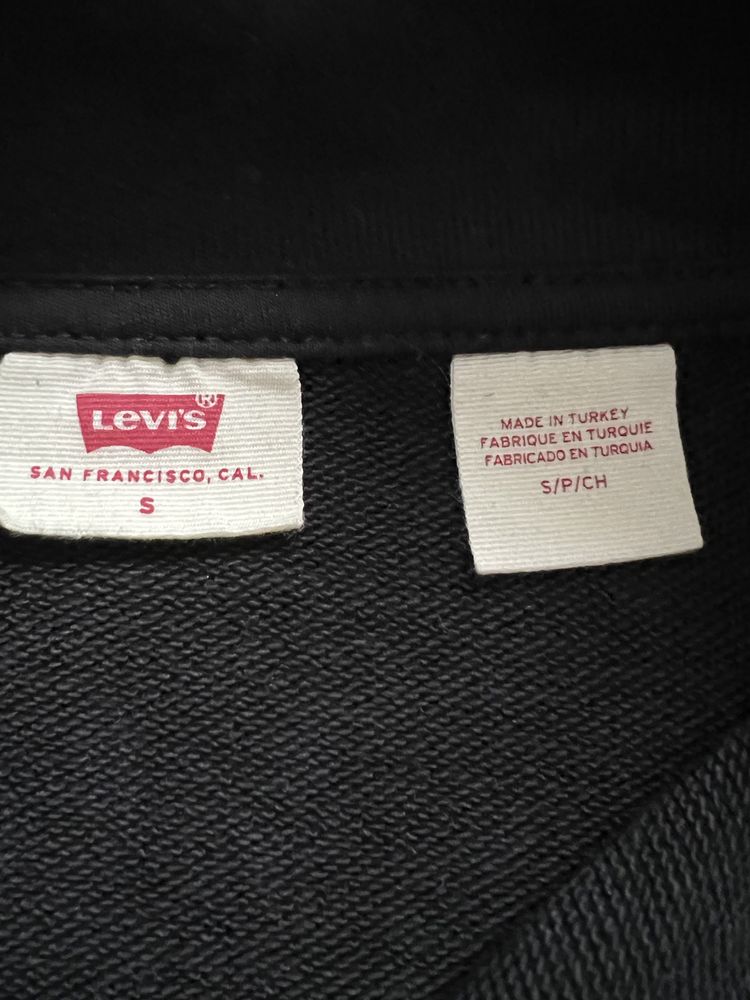 Levi's®
SAN FRANCISCO, CAL.
S
MADE IN TURKEY
FABRIQUE EN TURQUIE
FABRICADO EN TURQUIA
S/P/CH